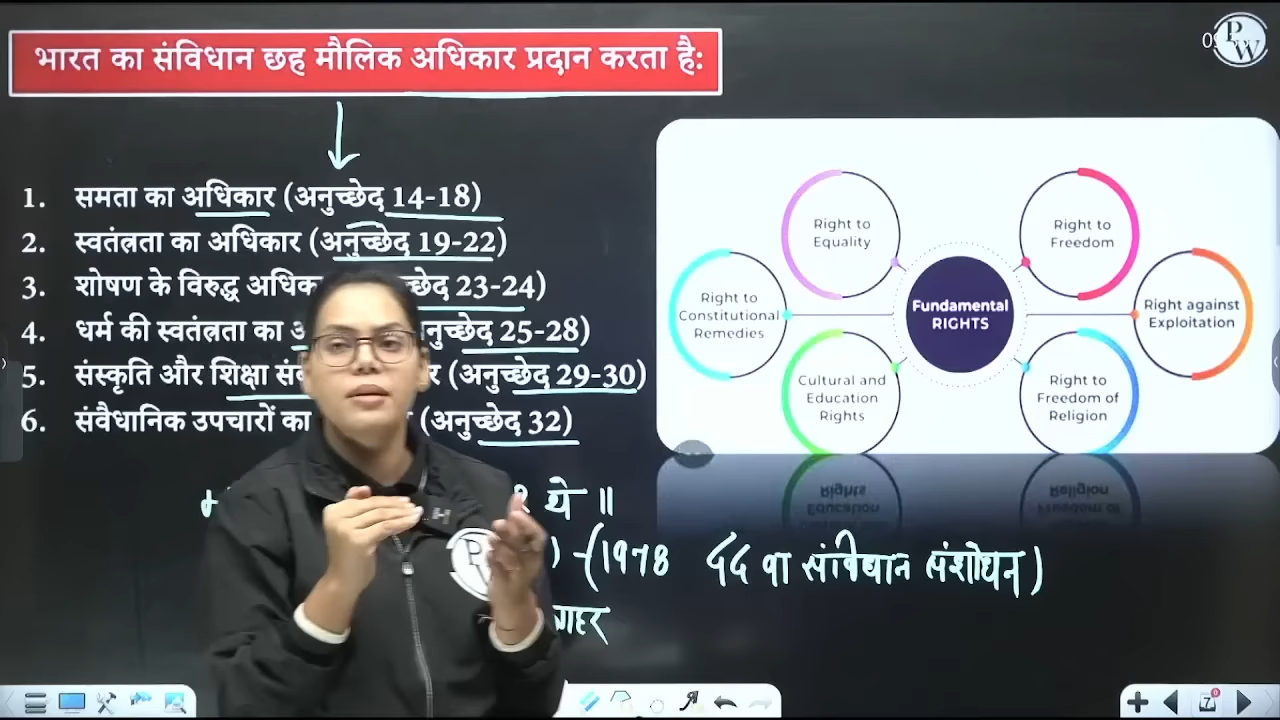 भारत का संविधान छह मौलिक अधिकार प्रदान करता है:
1. समता का अधिकार (अनुच्छेद 14-18)
2. स्वतंत्रता का अधिकार (अनुच्छेद 19-22)
3. शोषण के विरुद्ध 23-24)
4. धर्म की स्वतंत्रता का 25-28)
5. संस्कृति और शिक्षा (अनुच्छेद 29-30)
6. संवैधानिक उपचारों का (अनुच्छेद 32)
थे ॥
(1978 संविधान संशोधन)
बाहर
PW
Right to Equality
Right to Freedom
Right to Constitutional Remedies
Fundamental RIGHTS
Right against Exploitation
Cultural and Education Rights
Right to Freedom of Religion
PW